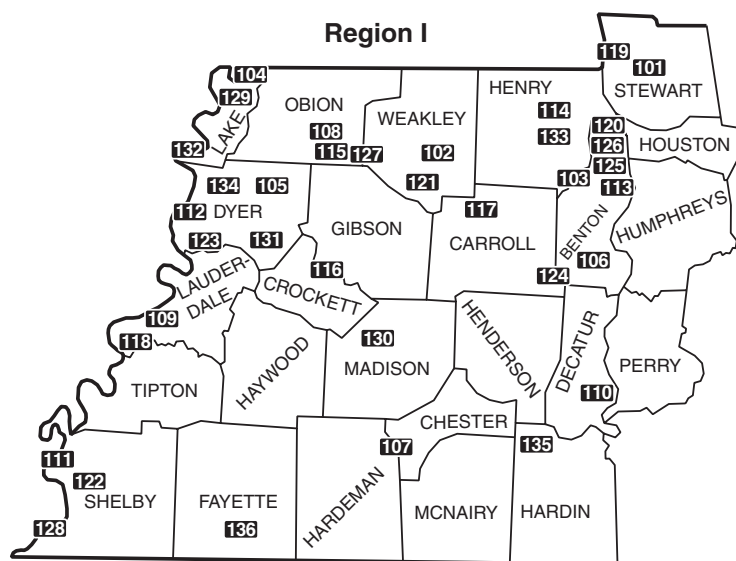 Region I
119
101
STEWART
104
129
LAKE
132
OBION
108
115
127
WEAKLEY
102
121
HENRY
114
133
103
120
126
125
113
HOUSTON
HUMPHREYS
134
105
112
DYER
123
131
GIBSON
117
CARROLL
BENTON
106
124
LAUDER-
DALE
109
118
116
CROCKETT
HAYWOOD
130
MADISON
HENDERSON
DECATUR
110
PERRY
TIPTON
CHESTER
107
135
111
122
SHELBY
128
FAYETTE
136
HARDEMAN
MCNAIRY
HARDIN